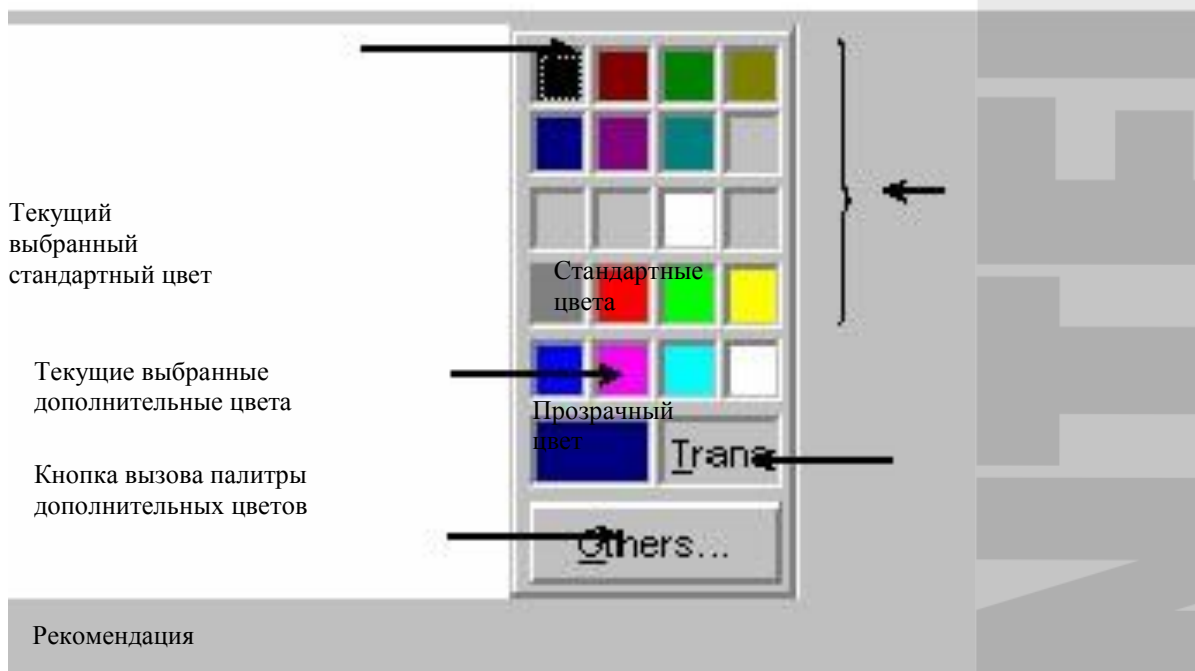 Текущий
выбранный
стандартный цвет
Стандартные
цвета
Текущие выбранные
дополнительные цвета
Прозрачный
цвет
Trans
Кнопка вызова палитры
дополнительных цветов
Others...
Рекомендация